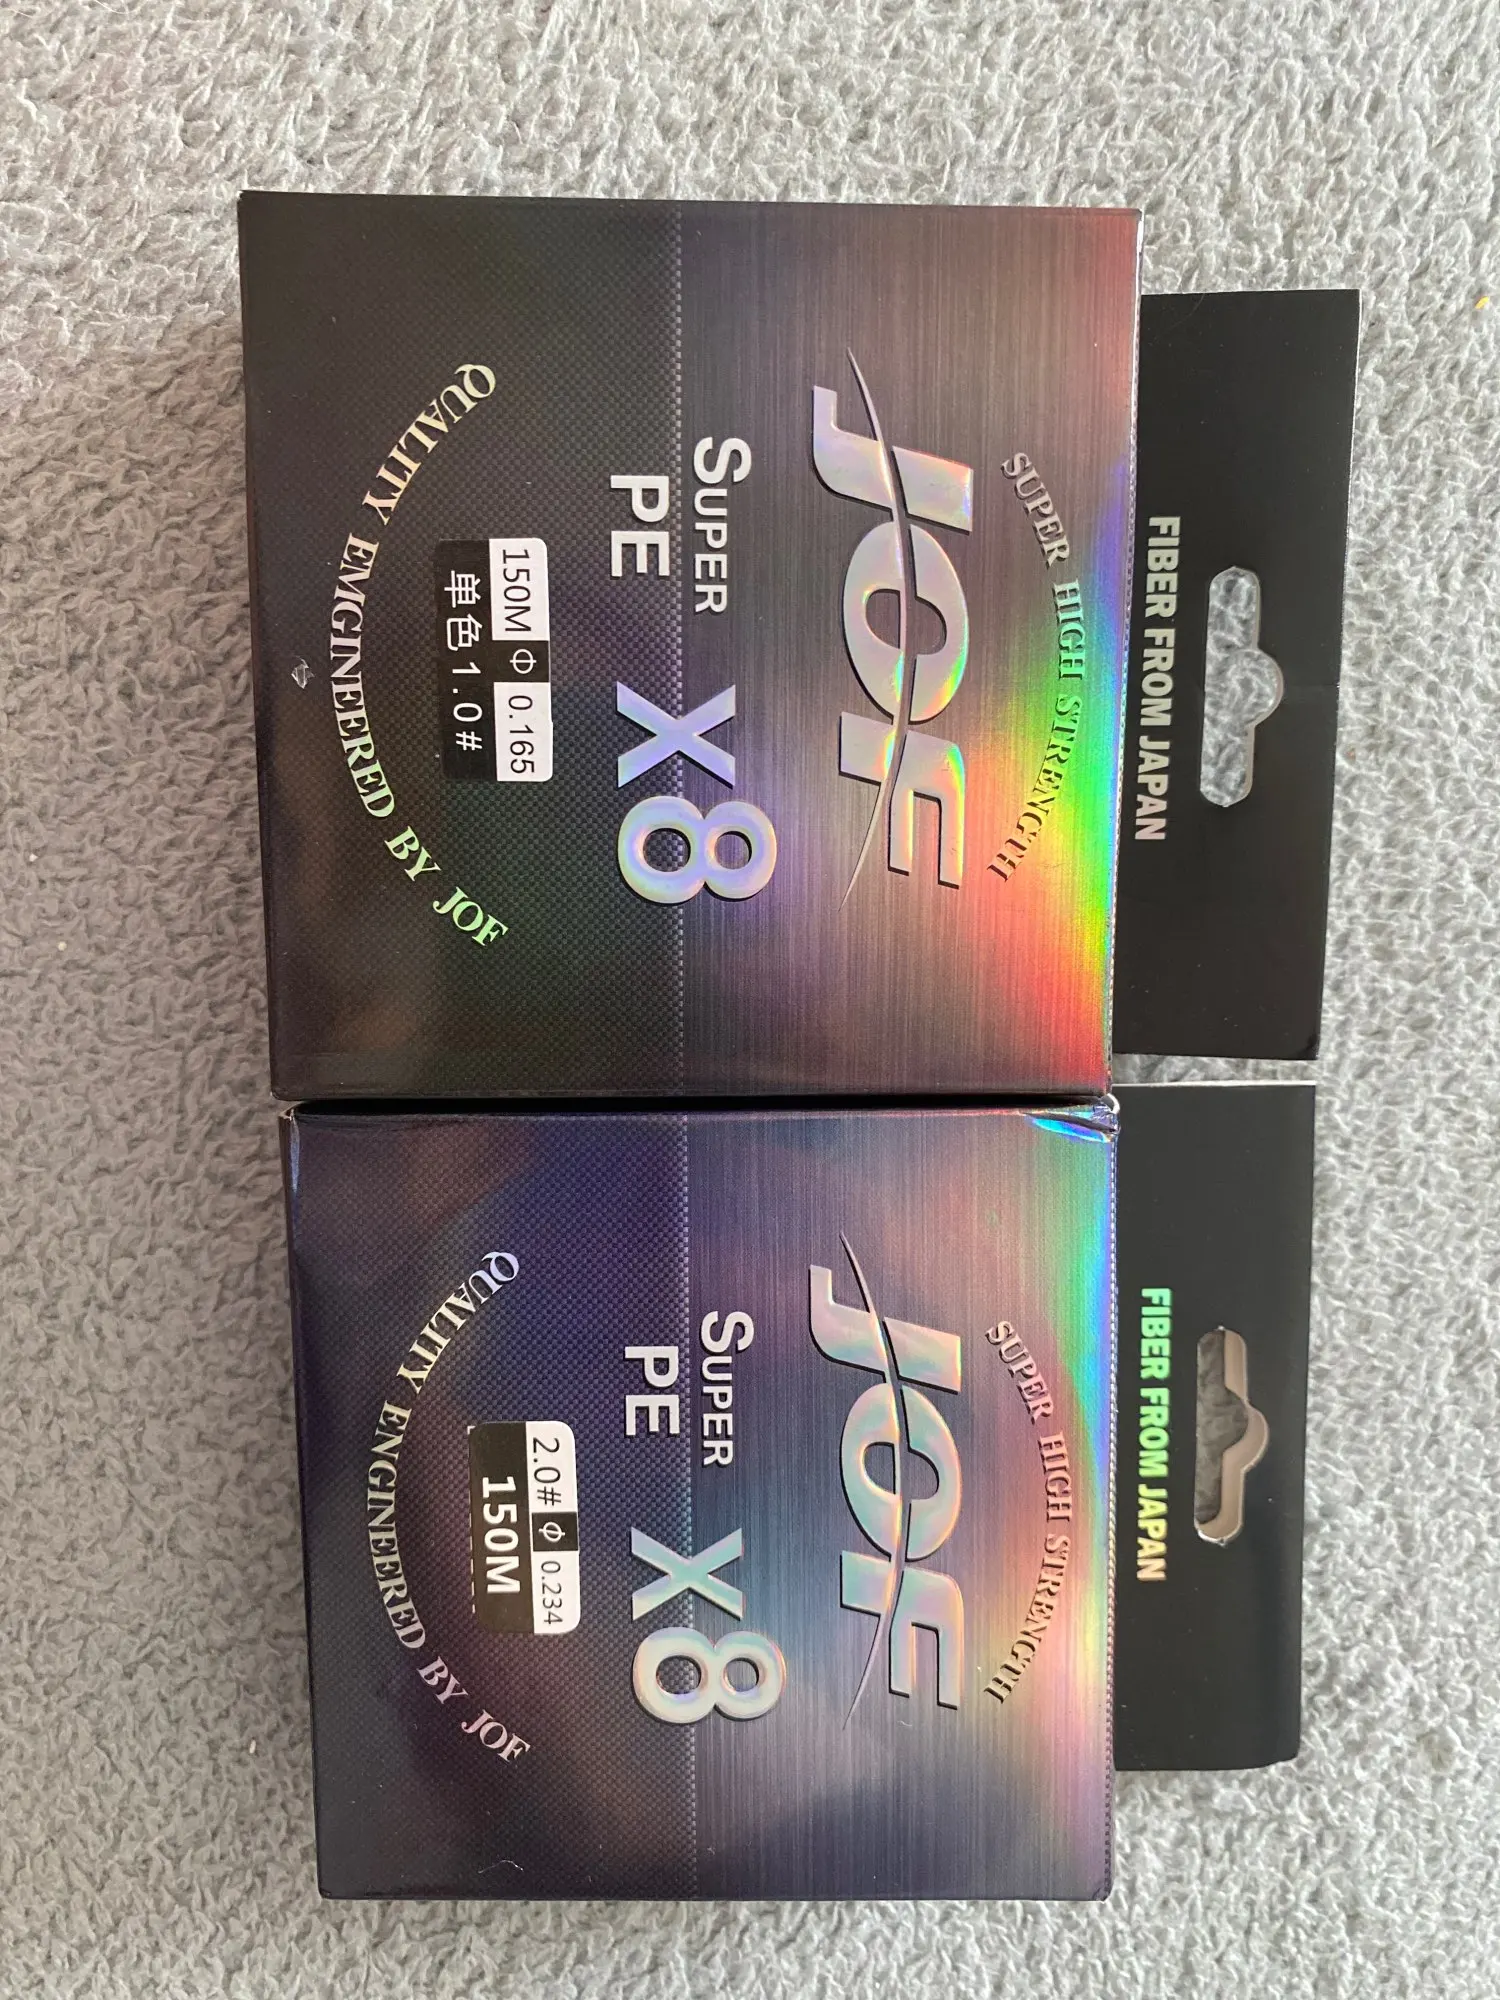 FIBER FROM JAPAN
SUPER HIGH STRENGTH
JOF
SUPER
PE
X8
150M Φ 0.165
单色1.0#
QUALITY EMGINEERED BY JOF
FIBER FROM JAPAN
SUPER HIGH STRENGTH
JOF
SUPER
PE
X8
2.0# Φ 0.234
150M
QUALITY ENGINEERED BY JOF